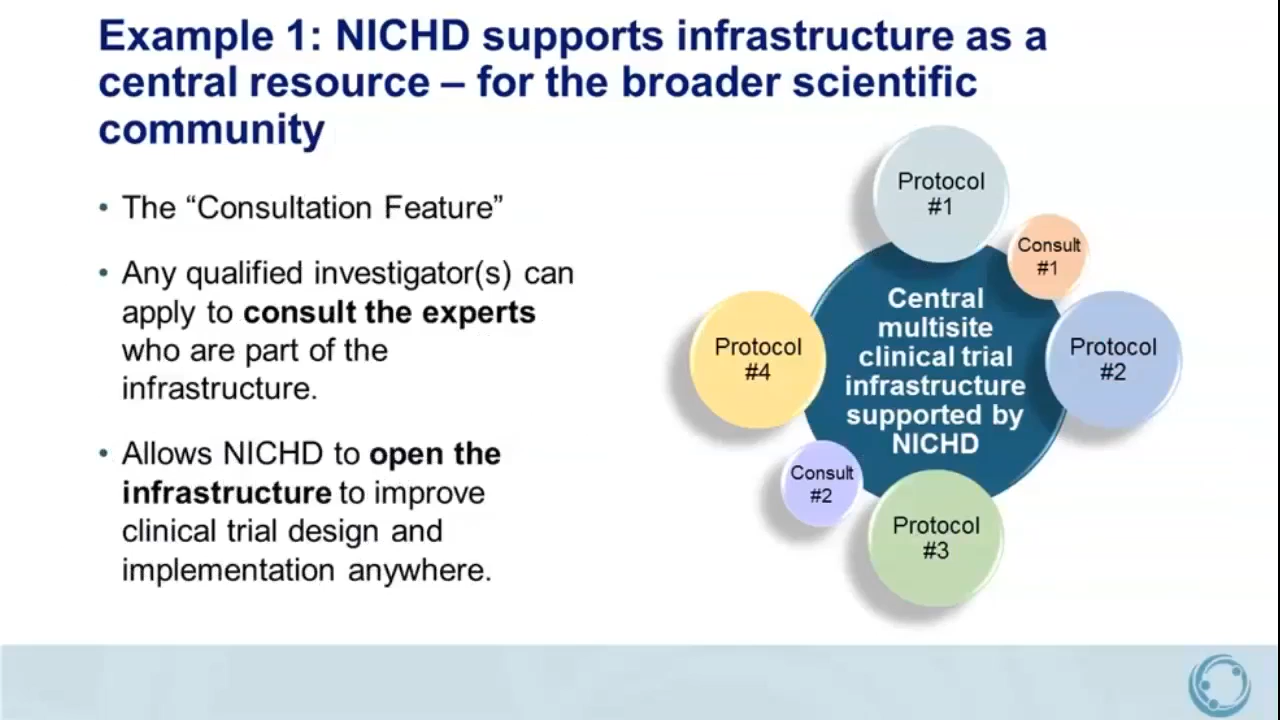 Example 1: NICHD supports infrastructure as a
central resource – for the broader scientific
community
• The “Consultation Feature”
• Any qualified investigator(s) can
apply to consult the experts
who are part of the
infrastructure.
• Allows NICHD to open the
infrastructure to improve
clinical trial design and
implementation anywhere.
Protocol
#1
Consult
#1
Central
multisite
clinical trial
infrastructure
supported by
NICHD
Protocol
#4
Protocol
#2
Consult
#2
Protocol
#3